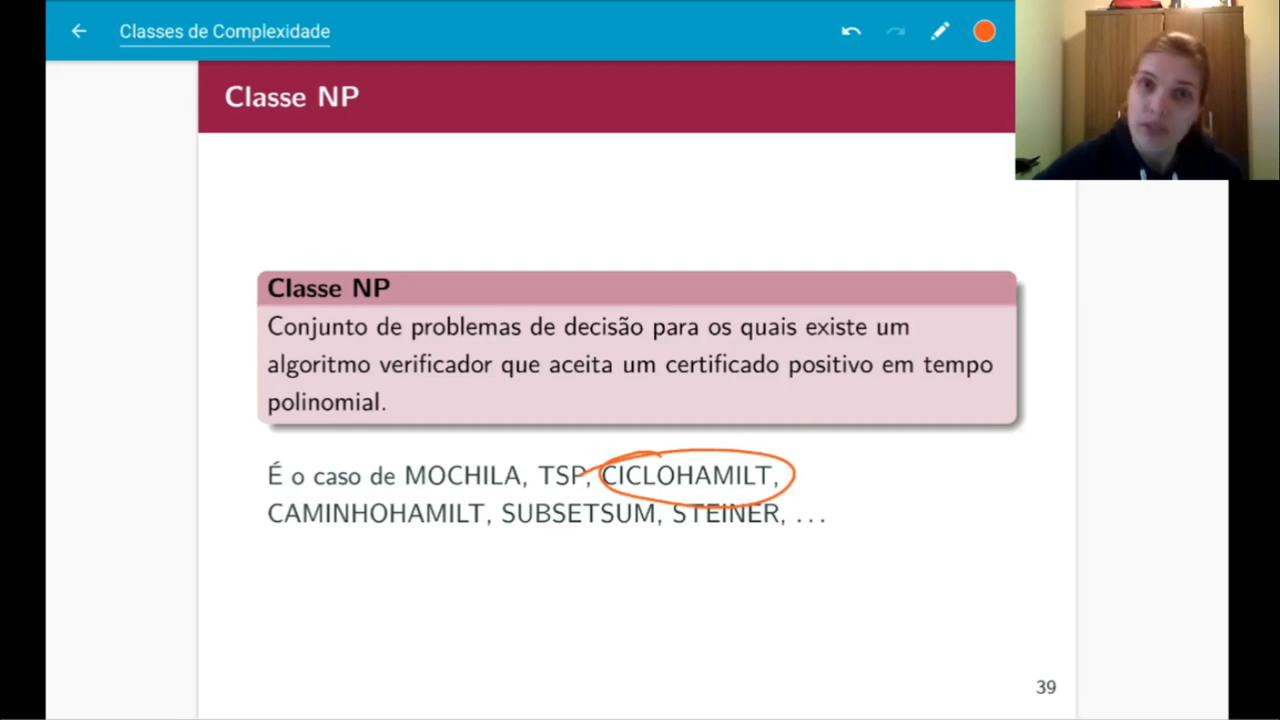 Classes de Complexidade
Classe NP
Classe NP
Conjunto de problemas de decisão para os quais existe um
algoritmo verificador que aceita um certificado positivo em tempo
polinomial.
É o caso de MOCHILA, TSP, CICLOHAMILT,
CAMINHOHAMILT, SUBSETSUM, STEINER, ...
39